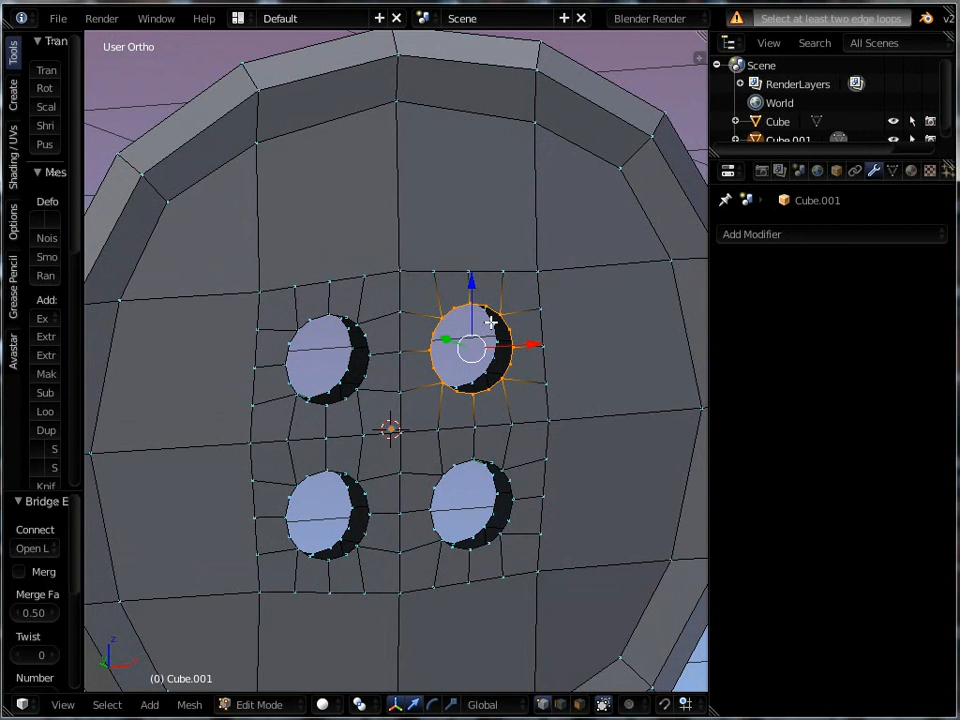 File Render Window Help Default Scene Blender Render Select at least two edge loops v2
Tran
Tools
View Search All Scenes
User Ortho
Scene
Tran
RenderLayers
Rot
Create
World
Scal
Cube
Shri
Cube.001
Pus
Shading / UVs
Mes
Cube.001
Defo
Options
Add Modifier
Nois
Smo
Ran
Grease Pencil
Add:
Ex
Extr
Avastar
Extr
Mak
Sub
Loo
Dup
S
S
Knif
Bridge E
Connect
Open L
Merg
Merge Fa
0.50
Twist
z
0
x
Number
(0) Cube.001
View Select Add Mesh Edit Mode Global